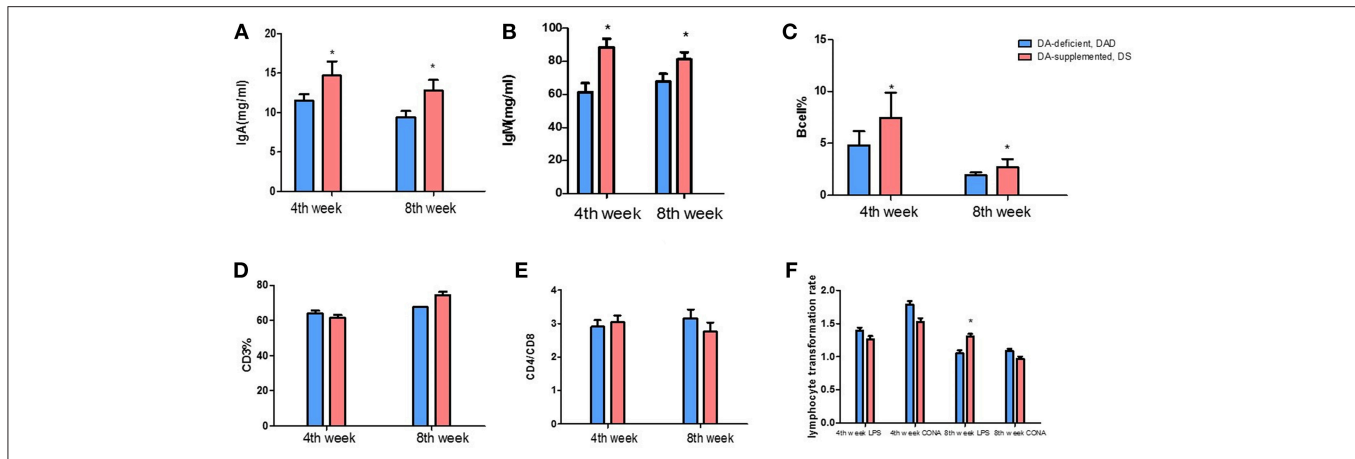 A
IgA(mg/ml)
20
15
10
5
0
*
*
4th week
8th week
B
IgM(mg/ml)
100
80
60
40
20
0
*
*
4th week
8th week
C
Bcell%
15
10
5
0
*
*
4th week
8th week
DA-deficient, DAD
DA-supplemented, DS
D
CD3%
80
60
40
20
0
4th week
8th week
E
CD4/CD8
4
3
2
1
0
4th week
8th week
F
lymphocyte transformation rate
2.0
1.5
1.0
0.5
0.0
*
4th week LPS
4th week CONA
8th week LPS
8th week CONA